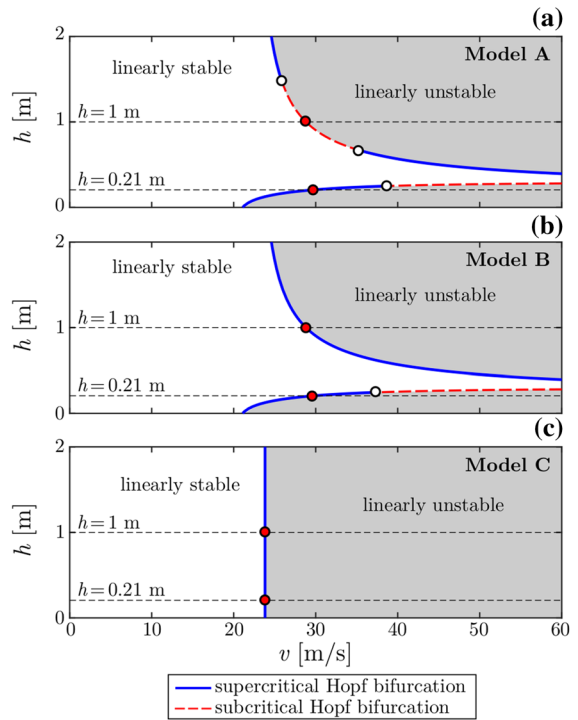 (a)
2
linearly stable
Model A
linearly unstable
h [m]
h = 1 m
1
h = 0.21 m
0
(b)
2
linearly stable
Model B
linearly unstable
h [m]
h = 1 m
1
h = 0.21 m
0
(c)
2
Model C
linearly stable
linearly unstable
h [m]
h = 1 m
1
h = 0.21 m
0
0 10 20 30 40 50 60
v [m/s]
supercritical Hopf bifurcation
subcritical Hopf bifurcation